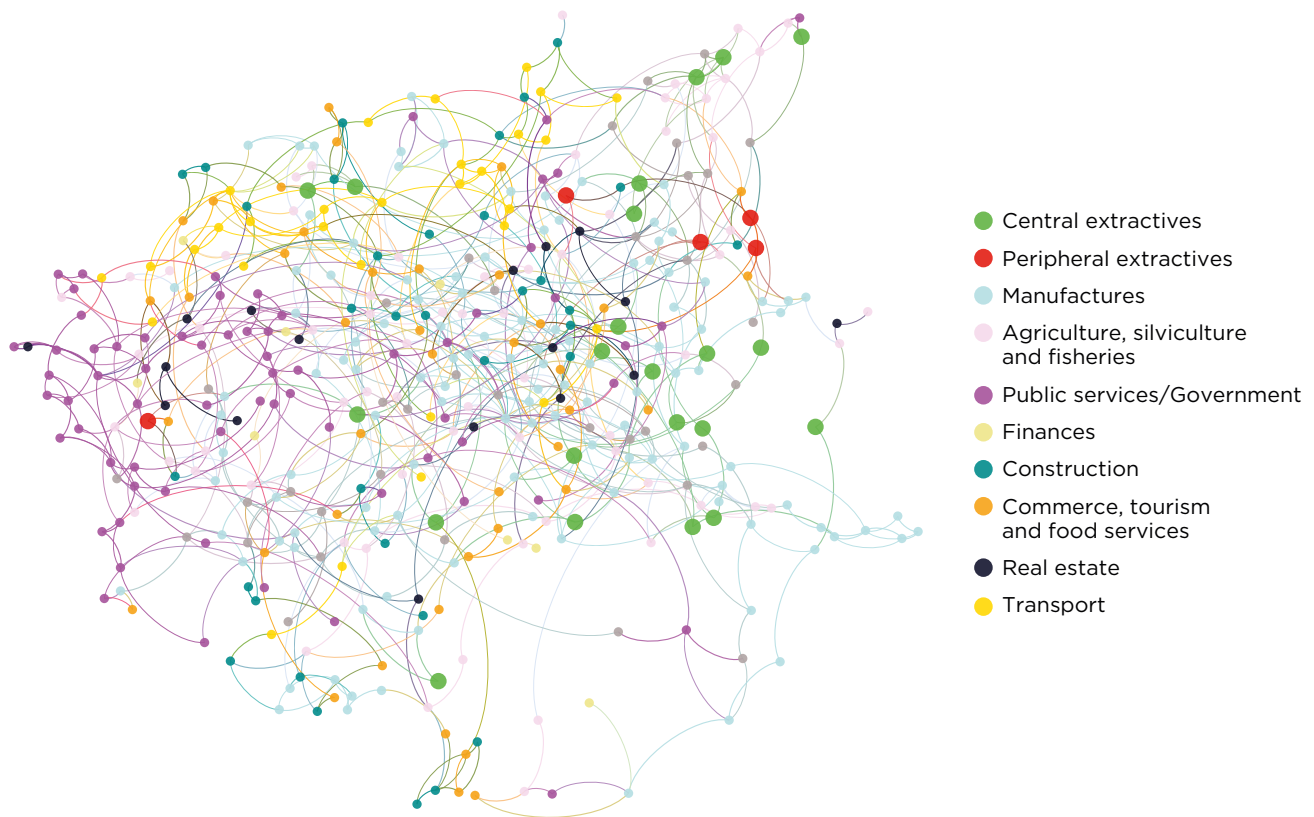 Central extractives
Peripheral extractives
Manufactures
Agriculture, silviculture
and fisheries
Public services/Government
Finances
Construction
Commerce, tourism
and food services
Real estate
Transport